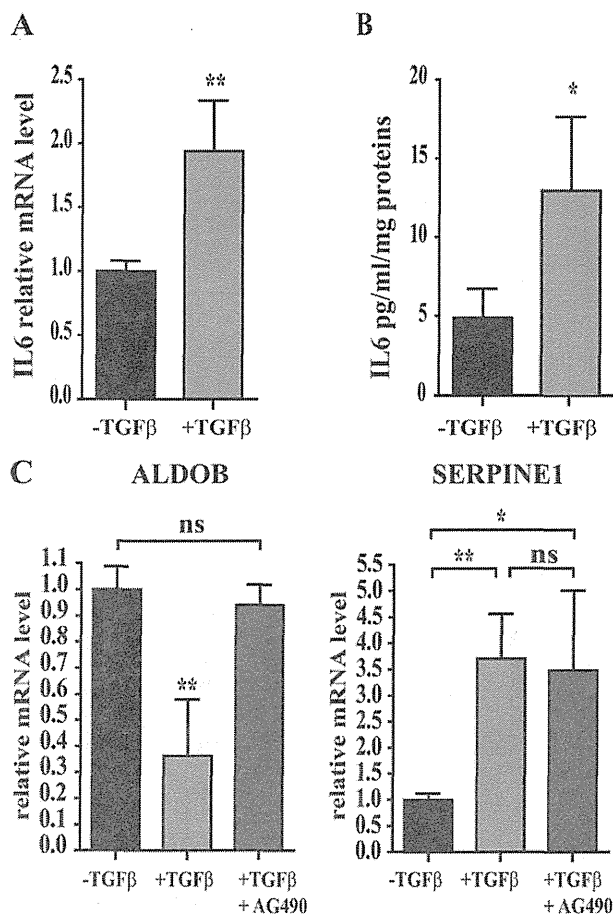 A
IL6 relative mRNA level
2.5
2.0
1.5
1.0
0.5
0.0
**
-TGFβ +TGFβ
B
IL6 pg/ml/mg proteins
20
15
10
5
0
*
-TGFβ +TGFβ
C
ALDOB
relative mRNA level
1.1
1.0
0.9
0.8
0.7
0.6
0.5
0.4
0.3
0.2
0.1
0.0
ns
**
-TGFβ +TGFβ +TGFβ
+ AG490
SERPINE1
relative mRNA level
5.5
5.0
4.5
4.0
3.5
3.0
2.5
2.0
1.5
1.0
0.5
0.0
*
** ns
-TGFβ +TGFβ +TGFβ
+ AG490